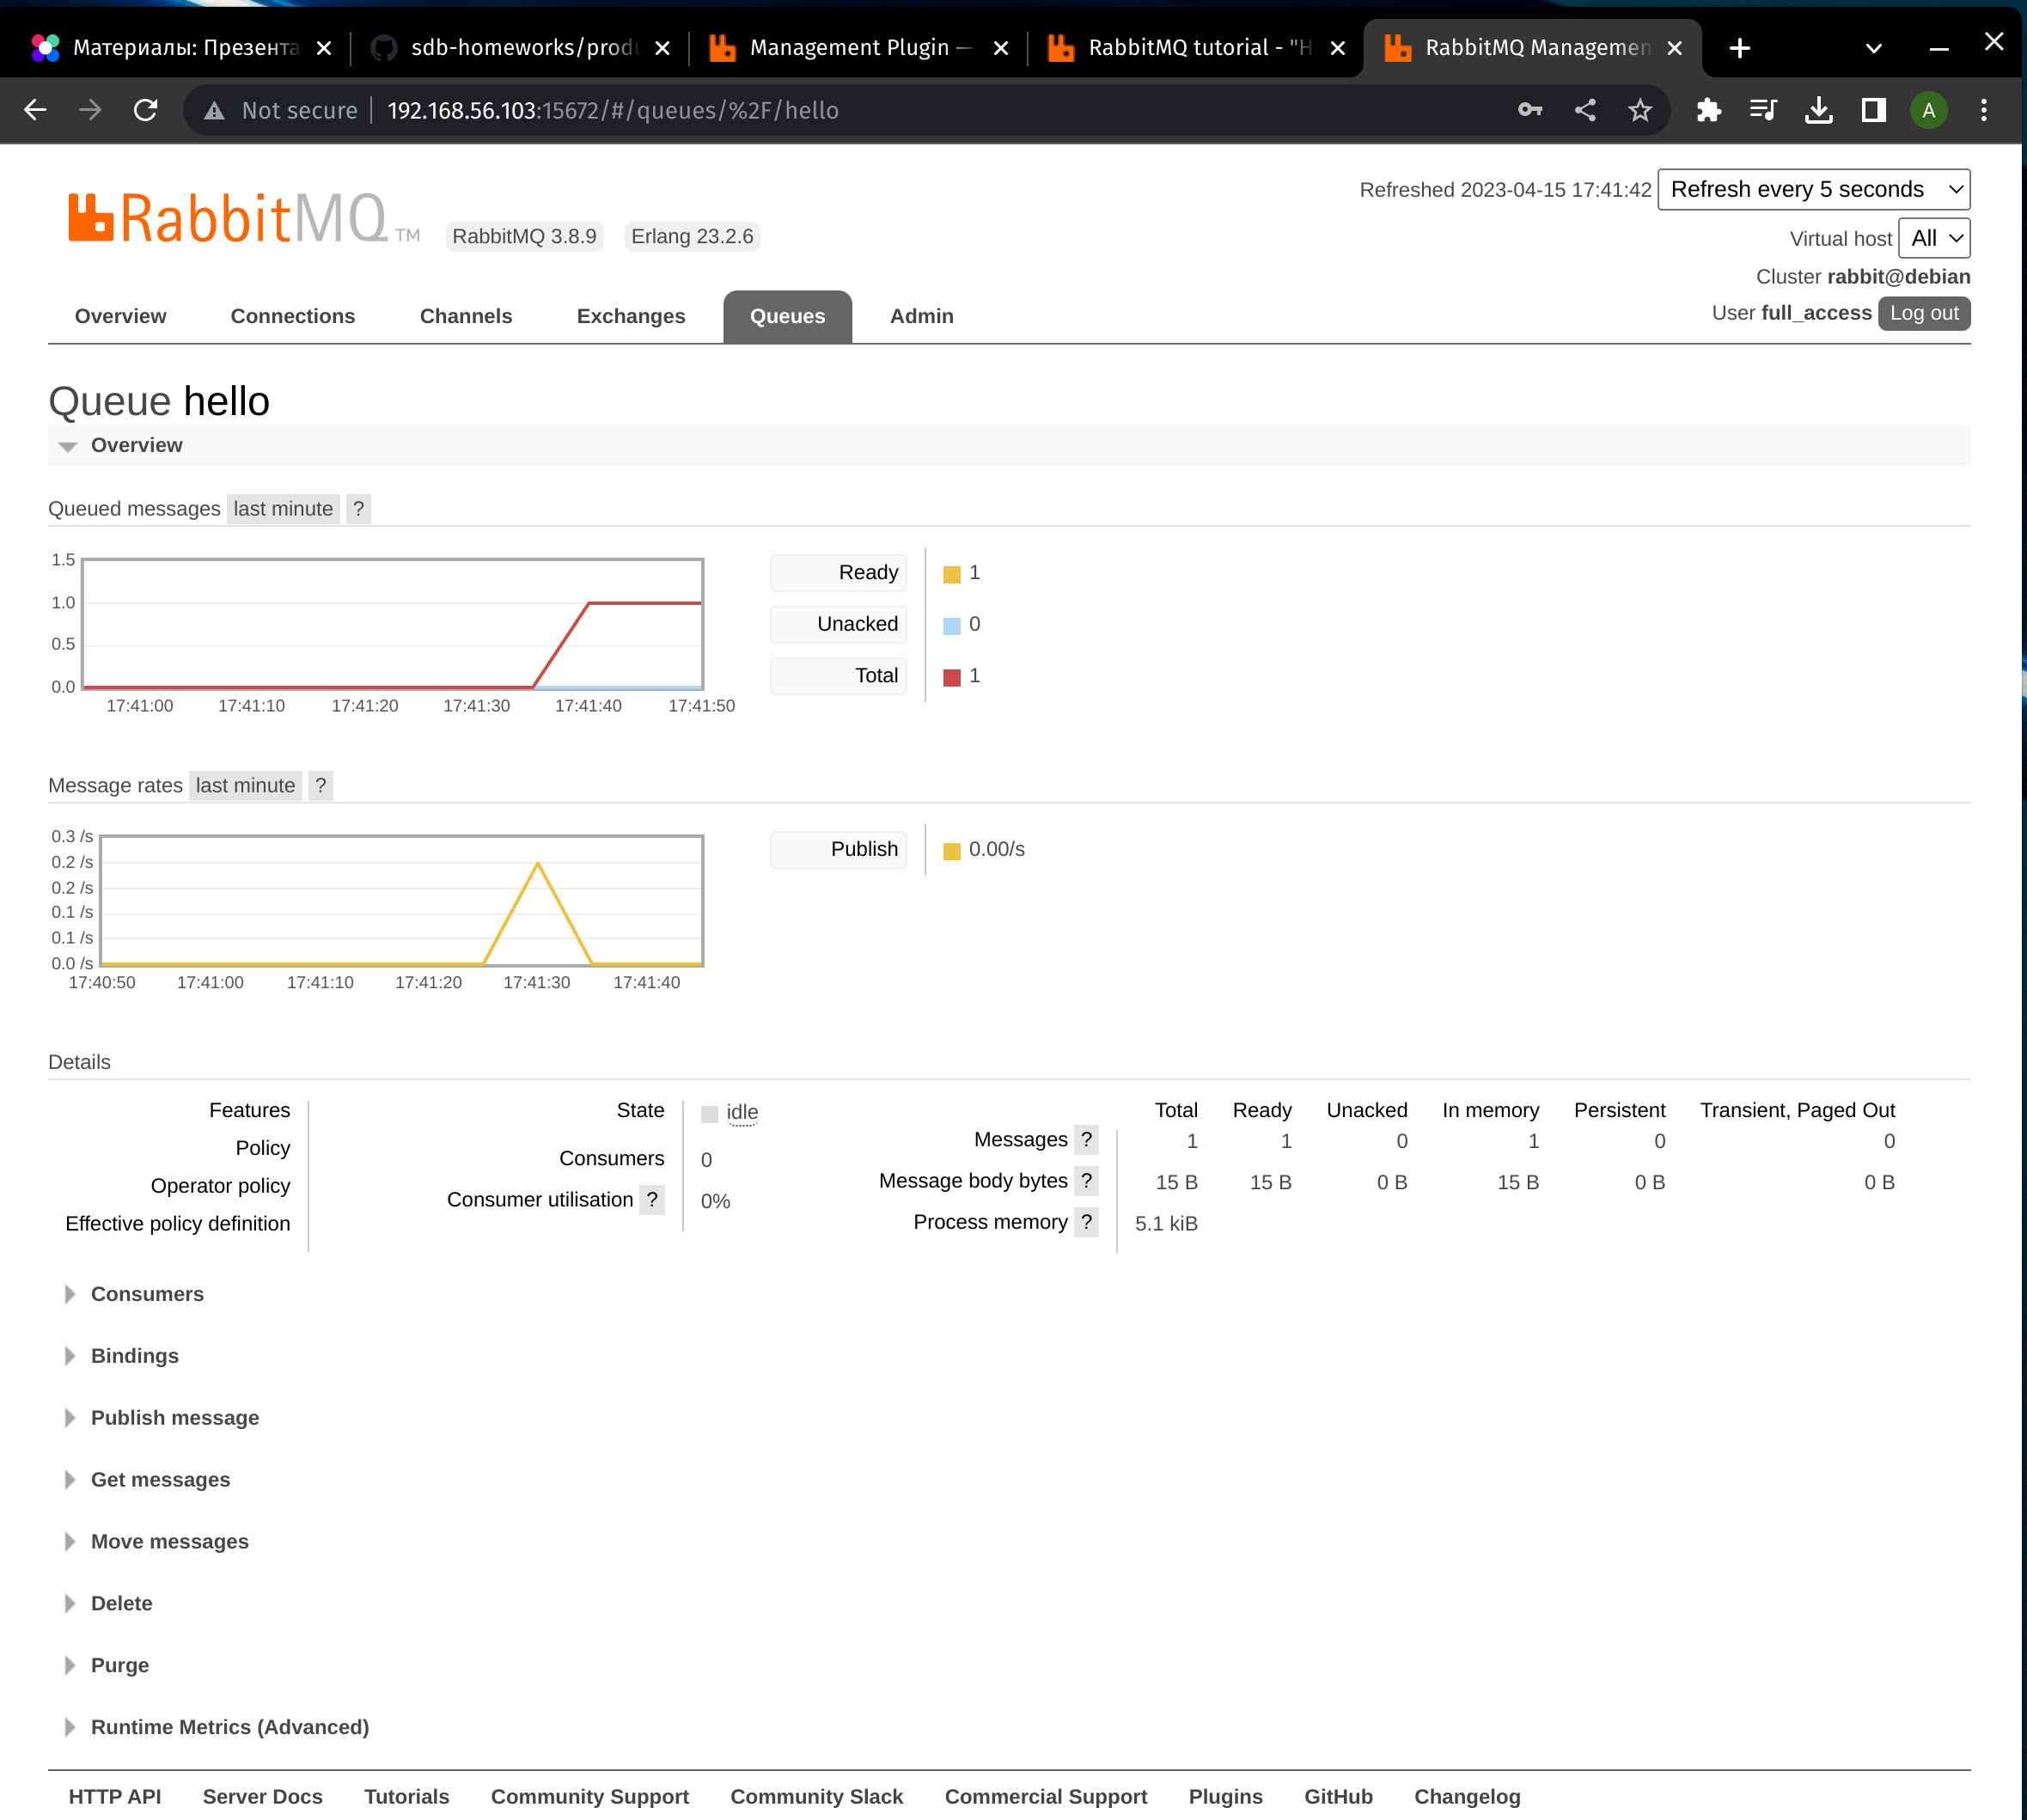 Материалы: Презента
sdb-homeworks/produ
Management Plugin —
RabbitMQ tutorial - "H
RabbitMQ Managemen
Not secure 192.168.56.103:15672/#/queues/%2F/hello
A
RabbitMQ TM
RabbitMQ 3.8.9 Erlang 23.2.6
Refreshed 2023-04-15 17:41:42 Refresh every 5 seconds
Virtual host All
Cluster rabbit@debian
User full_access Log out
Overview Connections Channels Exchanges Queues Admin
Queue hello
Overview
Queued messages last minute ?
1.5
1.0
0.5
0.0
17:41:00 17:41:10 17:41:20 17:41:30 17:41:40 17:41:50
Ready 1
Unacked 0
Total 1
Message rates last minute ?
0.3 /s
0.2 /s
0.2 /s
0.1 /s
0.1 /s
0.0 /s
17:40:50 17:41:00 17:41:10 17:41:20 17:41:30 17:41:40
Publish 0.00/s
Details
Features
Policy
Operator policy
Effective policy definition
State idle
Consumers 0
Consumer utilisation ? 0%
Total Ready Unacked In memory Persistent Transient, Paged Out
Messages ? 1 1 0 1 0 0
Message body bytes ? 15 B 15 B 0 B 15 B 0 B 0 B
Process memory ? 5.1 kiB
Consumers
Bindings
Publish message
Get messages
Move messages
Delete
Purge
Runtime Metrics (Advanced)
HTTP API Server Docs Tutorials Community Support Community Slack Commercial Support Plugins GitHub Changelog